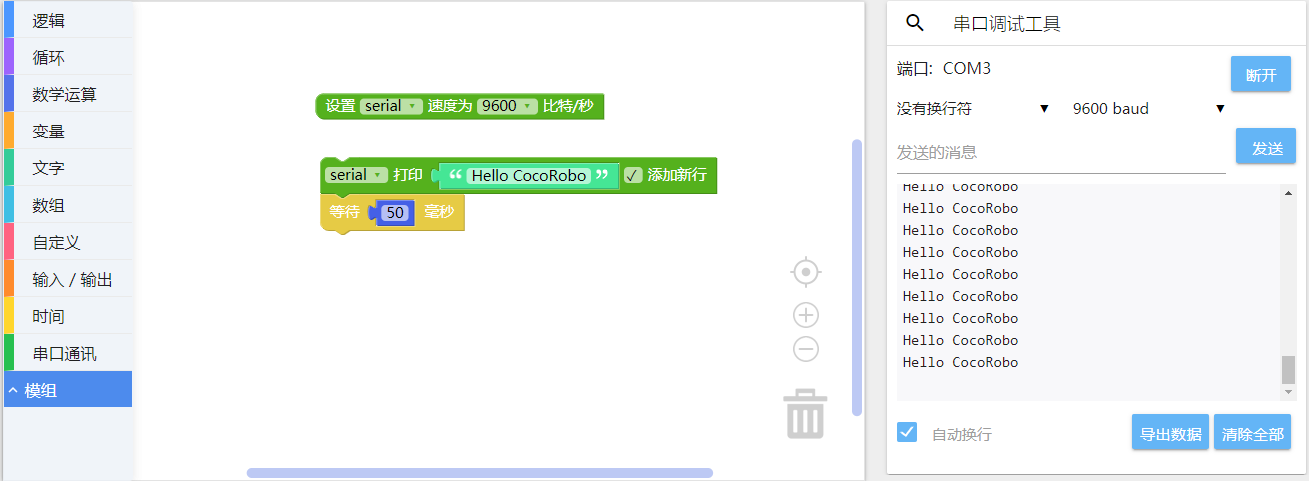 逻辑
循环
数学运算
变量
文字
数组
自定义
输入 / 输出
时间
串口通讯
模组
设置 serial 速度为 9600 比特/秒
serial 打印 “ Hello CocoRobo ” ✓ 添加新行
等待 50 毫秒
串口调试工具
端口: COM3
断开
没有换行符 9600 baud
发送的消息
发送
Hello CocoRobo
Hello CocoRobo
Hello CocoRobo
Hello CocoRobo
Hello CocoRobo
Hello CocoRobo
Hello CocoRobo
Hello CocoRobo
Hello CocoRobo
自动换行
导出数据
清除全部